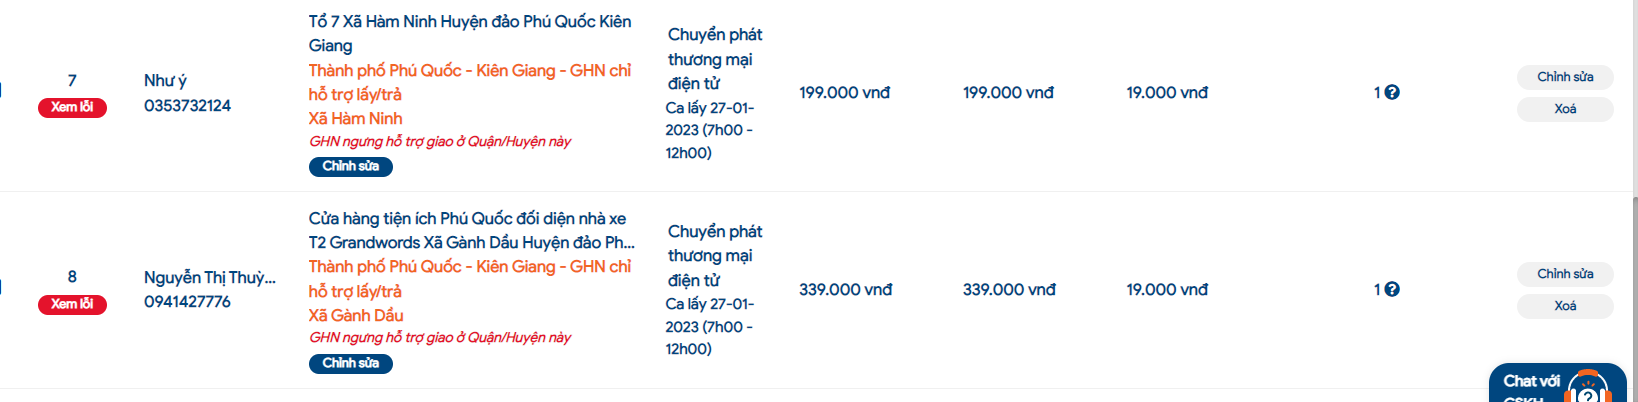 7
Xem lỗi
Như ý
0353732124
Tổ 7 Xã Hàm Ninh Huyện đảo Phú Quốc Kiên
Giang
Thành phố Phú Quốc - Kiên Giang - GHN chỉ
hỗ trợ lấy/trả
Xã Hàm Ninh
GHN ngưng hỗ trợ giao ở Quận/Huyện này
Chỉnh sửa
Chuyển phát
thương mại
điện tử
Ca lấy 27-01-
2023 (7h00 -
12h00)
199.000 vnđ
199.000 vnđ
19.000 vnđ
1
Chỉnh sửa
Xoá
8
Xem lỗi
Nguyễn Thị Thuỳ...
0941427776
Cửa hàng tiện ích Phú Quốc đối diện nhà xe
T2 Grandwords Xã Gành Dầu Huyện đảo Ph...
Thành phố Phú Quốc - Kiên Giang - GHN chỉ
hỗ trợ lấy/trả
Xã Gành Dầu
GHN ngưng hỗ trợ giao ở Quận/Huyện này
Chỉnh sửa
Chuyển phát
thương mại
điện tử
Ca lấy 27-01-
2023 (7h00 -
12h00)
339.000 vnđ
339.000 vnđ
19.000 vnđ
1
Chỉnh sửa
Xoá
Chat với
CSKH